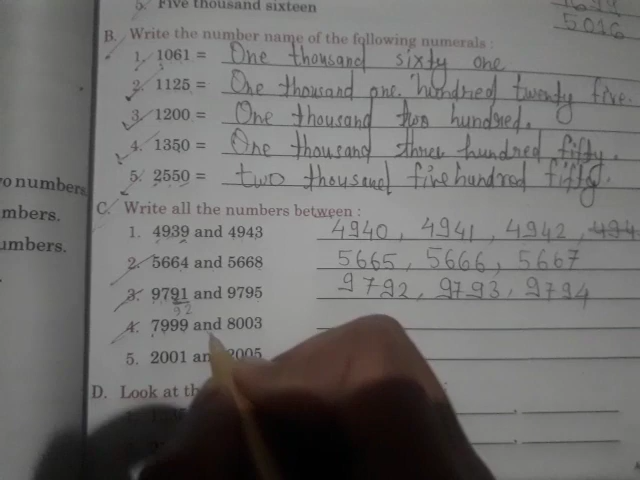 5. Five thousand sixteen
5016
B. Write the number name of the following numerals :
1. 1061 = One thousand sixty one
2. 1125 = One thousand one hundred twenty five.
3. 1200 = One thousand two hundred.
4. 1350 = One thousand three hundred fifty.
5. 2550 = two thousand five hundred fifty.
numbers.
mbers.
umbers.
C. Write all the numbers between :
1. 4939 and 4943 4940, 4941, 4942, 494
2. 5664 and 5668 5665, 5666, 5667
3. 9791 and 9795 9792, 9793, 9794
92
4. 7999 and 8003
5. 2001 an 2005
D. Look at th